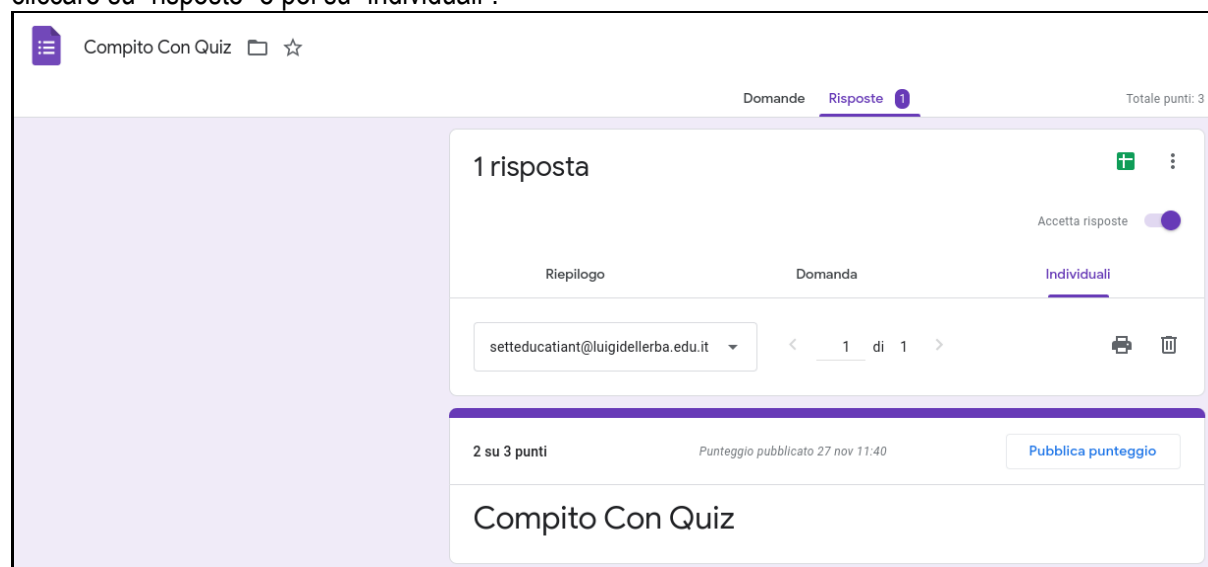 cliccare su "risposte" e poi su "individuali".
Compito Con Quiz
Domande Risposte 1 Totale punti: 3
1 risposta
Accetta risposte
Riepilogo Domanda Individuali
setteducatiant@luigidellerba.edu.it 1 di 1
2 su 3 punti Punteggio pubblicato 27 nov 11:40 Pubblica punteggio
Compito Con Quiz